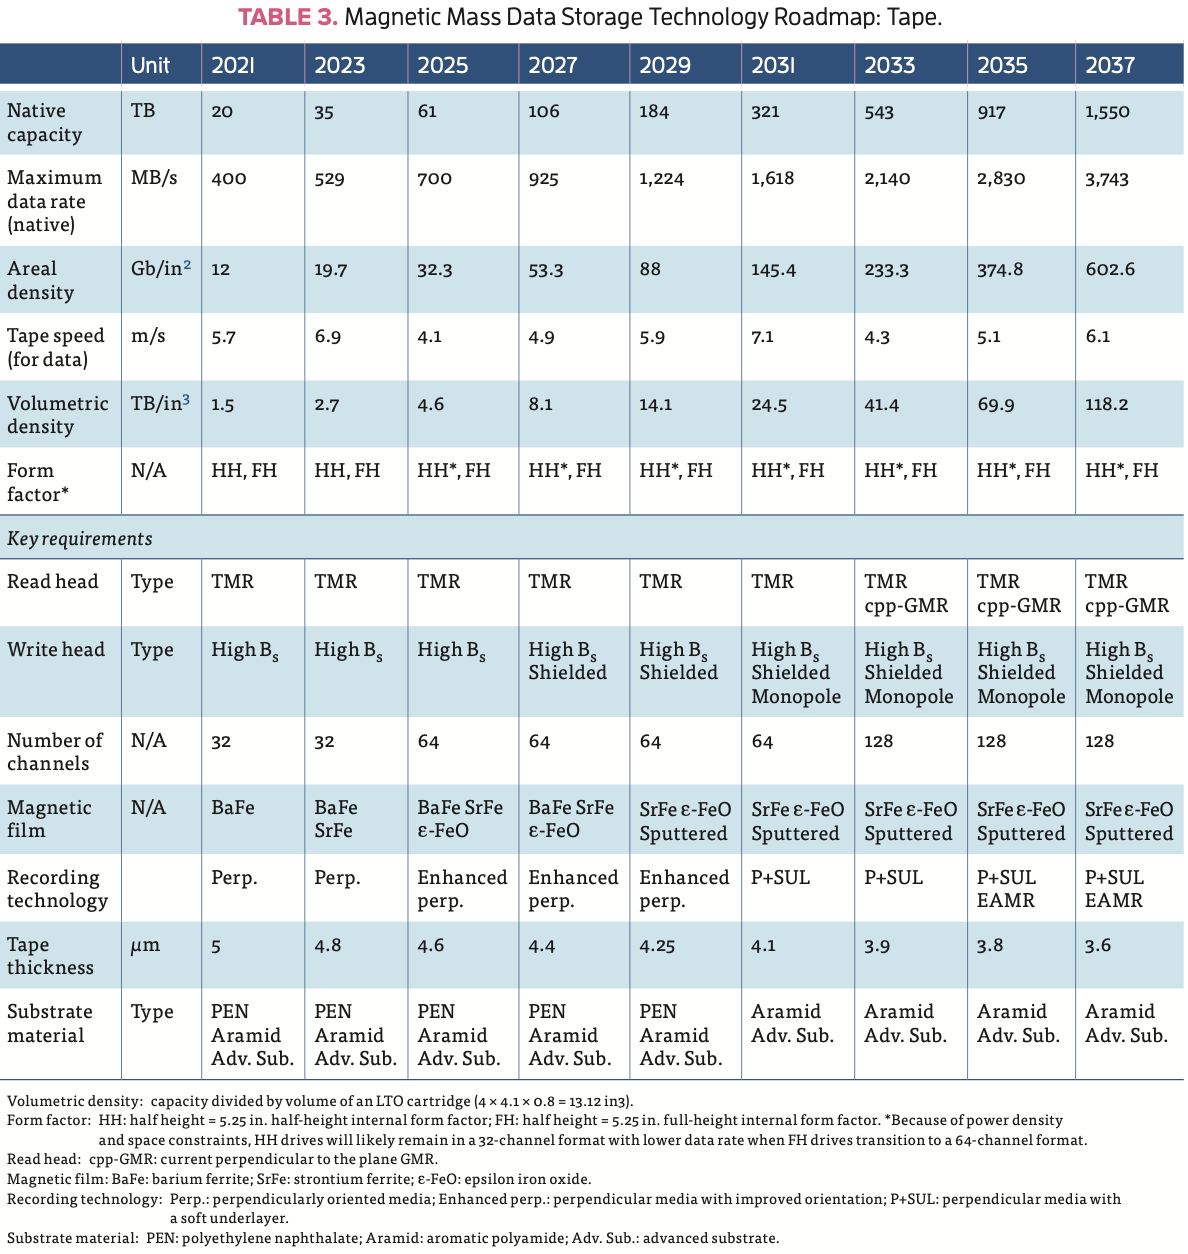 TABLE 3. Magnetic Mass Data Storage Technology Roadmap: Tape.
Unit 2021 2023 2025 2027 2029 2031 2033 2035 2037
Native capacity TB 20 35 61 106 184 321 543 917 1,550
Maximum data rate (native) MB/s 400 529 700 925 1,224 1,618 2,140 2,830 3,743
Areal density Gb/in2 12 19.7 32.3 53.3 88 145.4 233.3 374.8 602.6
Tape speed (for data) m/s 5.7 6.9 4.1 4.9 5.9 7.1 4.3 5.1 6.1
Volumetric density TB/in3 1.5 2.7 4.6 8.1 14.1 24.5 41.4 69.9 118.2
Form factor* N/A HH, FH HH, FH HH*, FH HH*, FH HH*, FH HH*, FH HH*, FH HH*, FH HH*, FH
Key requirements
Read head Type TMR TMR TMR TMR TMR TMR TMR cpp-GMR TMR cpp-GMR TMR cpp-GMR
Write head Type High Bs High Bs High Bs High Bs Shielded High Bs Shielded High Bs Shielded Monopole High Bs Shielded Monopole High Bs Shielded Monopole High Bs Shielded Monopole
Number of channels N/A 32 32 64 64 64 64 128 128 128
Magnetic film N/A BaFe BaFe SrFe BaFe SrFe ε-FeO BaFe SrFe ε-FeO SrFe ε-FeO Sputtered SrFe ε-FeO Sputtered SrFe ε-FeO Sputtered SrFe ε-FeO Sputtered SrFe ε-FeO Sputtered
Recording technology Perp. Perp. Enhanced perp. Enhanced perp. Enhanced perp. P+SUL P+SUL P+SUL EAMR P+SUL EAMR
Tape thickness μm 5 4.8 4.6 4.4 4.25 4.1 3.9 3.8 3.6
Substrate material Type PEN Aramid Adv. Sub. PEN Aramid Adv. Sub. PEN Aramid Adv. Sub. PEN Aramid Adv. Sub. PEN Aramid Adv. Sub. Aramid Adv. Sub. Aramid Adv. Sub. Aramid Adv. Sub. Aramid Adv. Sub.
Volumetric density: capacity divided by volume of an LTO cartridge (4 × 4.1 × 0.8 = 13.12 in3).
Form factor: HH: half height = 5.25 in. half-height internal form factor; FH: half height = 5.25 in. full-height internal form factor. *Because of power density
and space constraints, HH drives will likely remain in a 32-channel format with lower data rate when FH drives transition to a 64-channel format.
Read head: cpp-GMR: current perpendicular to the plane GMR.
Magnetic film: BaFe: barium ferrite; SrFe: strontium ferrite; ε-FeO: epsilon iron oxide.
Recording technology: Perp.: perpendicularly oriented media; Enhanced perp.: perpendicular media with improved orientation; P+SUL: perpendicular media with
a soft underlayer.
Substrate material: PEN: polyethylene naphthalate; Aramid: aromatic polyamide; Adv. Sub.: advanced substrate.